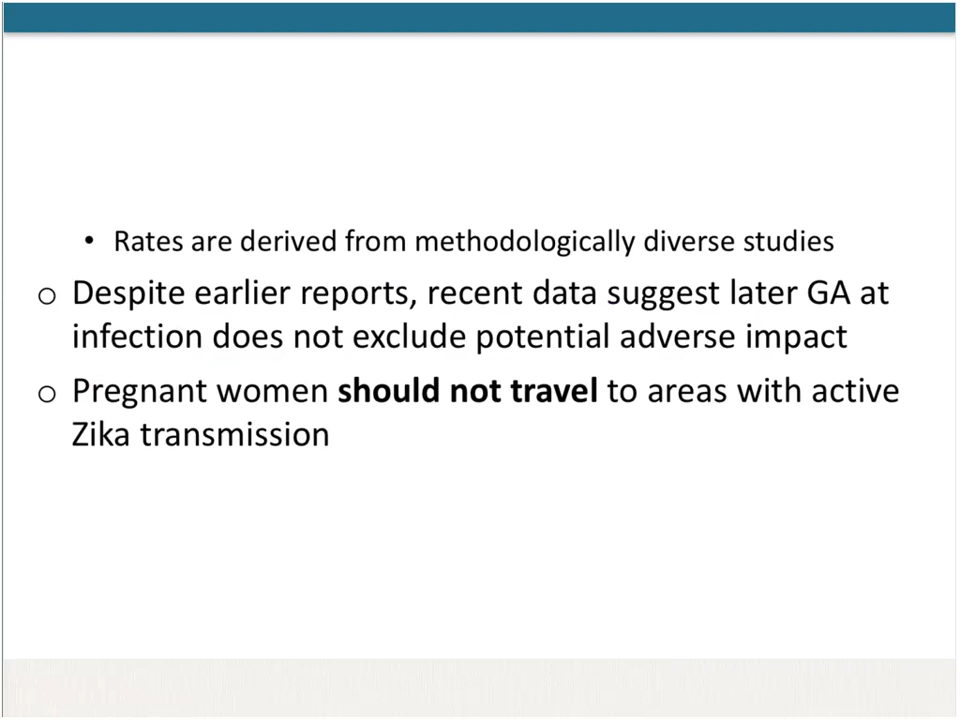 • Rates are derived from methodologically diverse studies
o Despite earlier reports, recent data suggest later GA at
infection does not exclude potential adverse impact
o Pregnant women should not travel to areas with active
Zika transmission